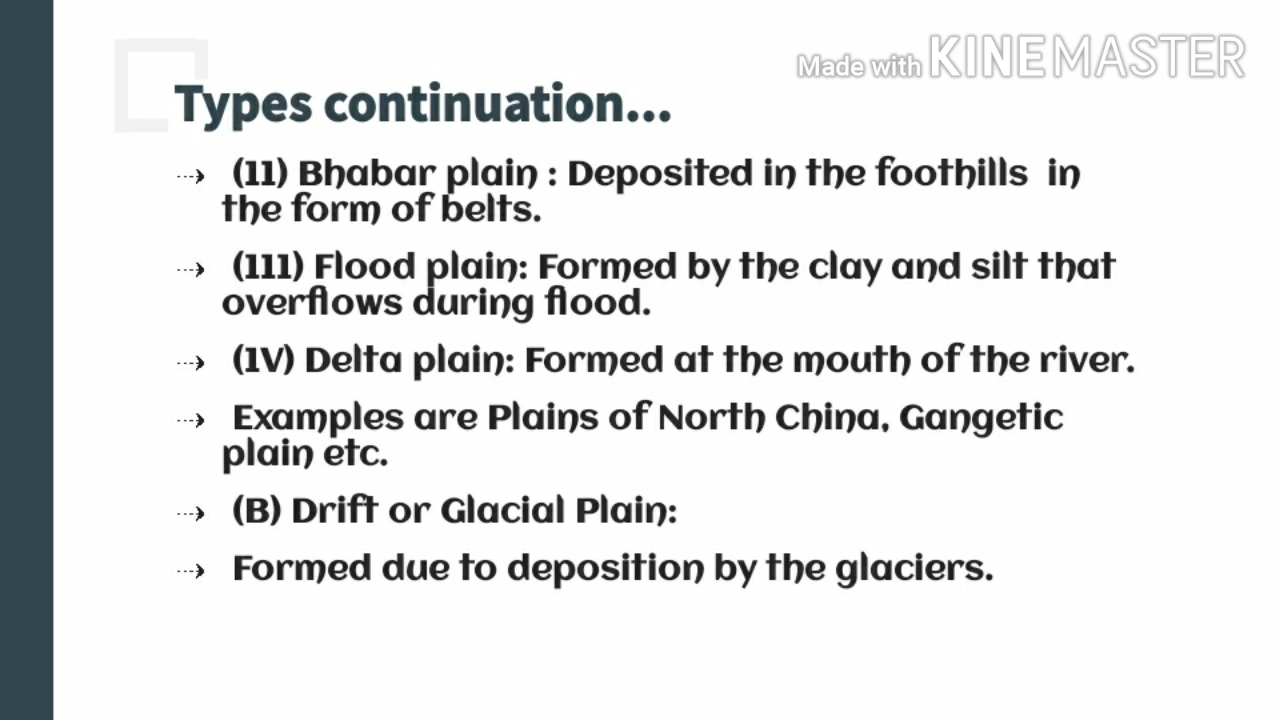 Made with KINEMASTER
Types continuation...
(11) Bhabar plain : Deposited in the foothills in
the form of belts.
(111) Flood plain: Formed by the clay and silt that
overflows during flood.
(1V) Delta plain: Formed at the mouth of the river.
Examples are Plains of North China, Gangetic
plain etc.
(B) Drift or Glacial Plain:
Formed due to deposition by the glaciers.